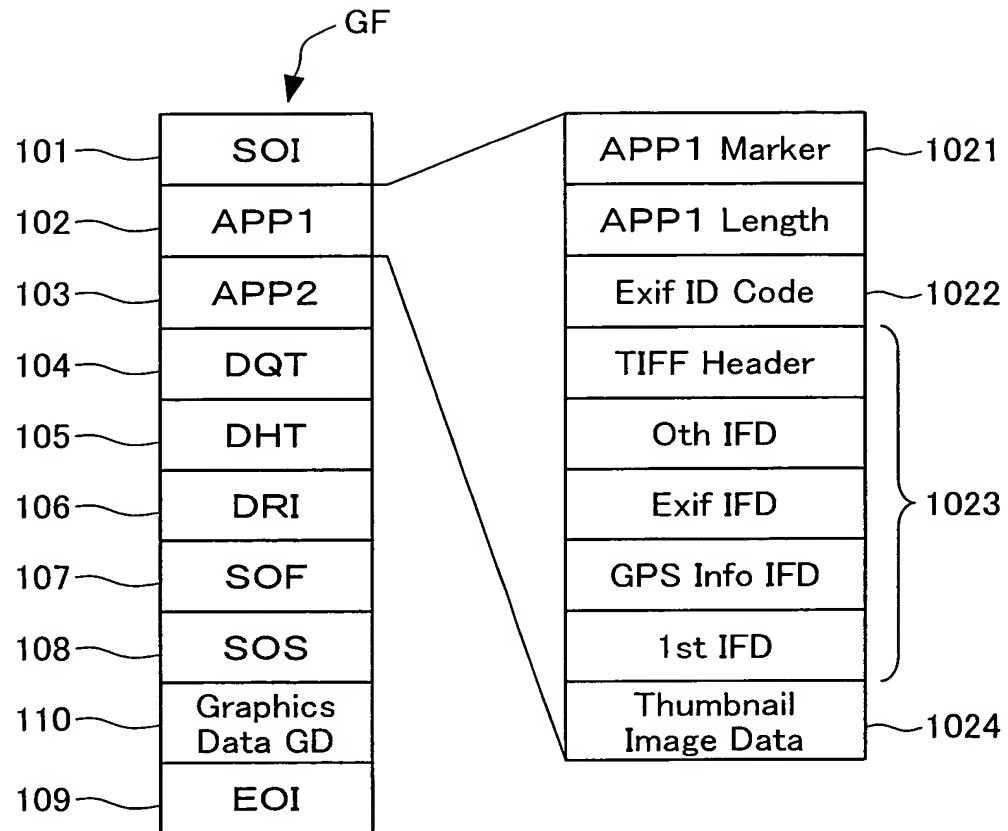 GF
101 SOI
102 APP1
103 APP2
104 DQT
105 DHT
106 DRI
107 SOF
108 SOS
110 Graphics
Data GD
109 EOI
APP1 Marker 1021
APP1 Length
Exif ID Code 1022
TIFF Header
Oth IFD
Exif IFD
1023
GPS Info IFD
1st IFD
Thumbnail
Image Data 1024